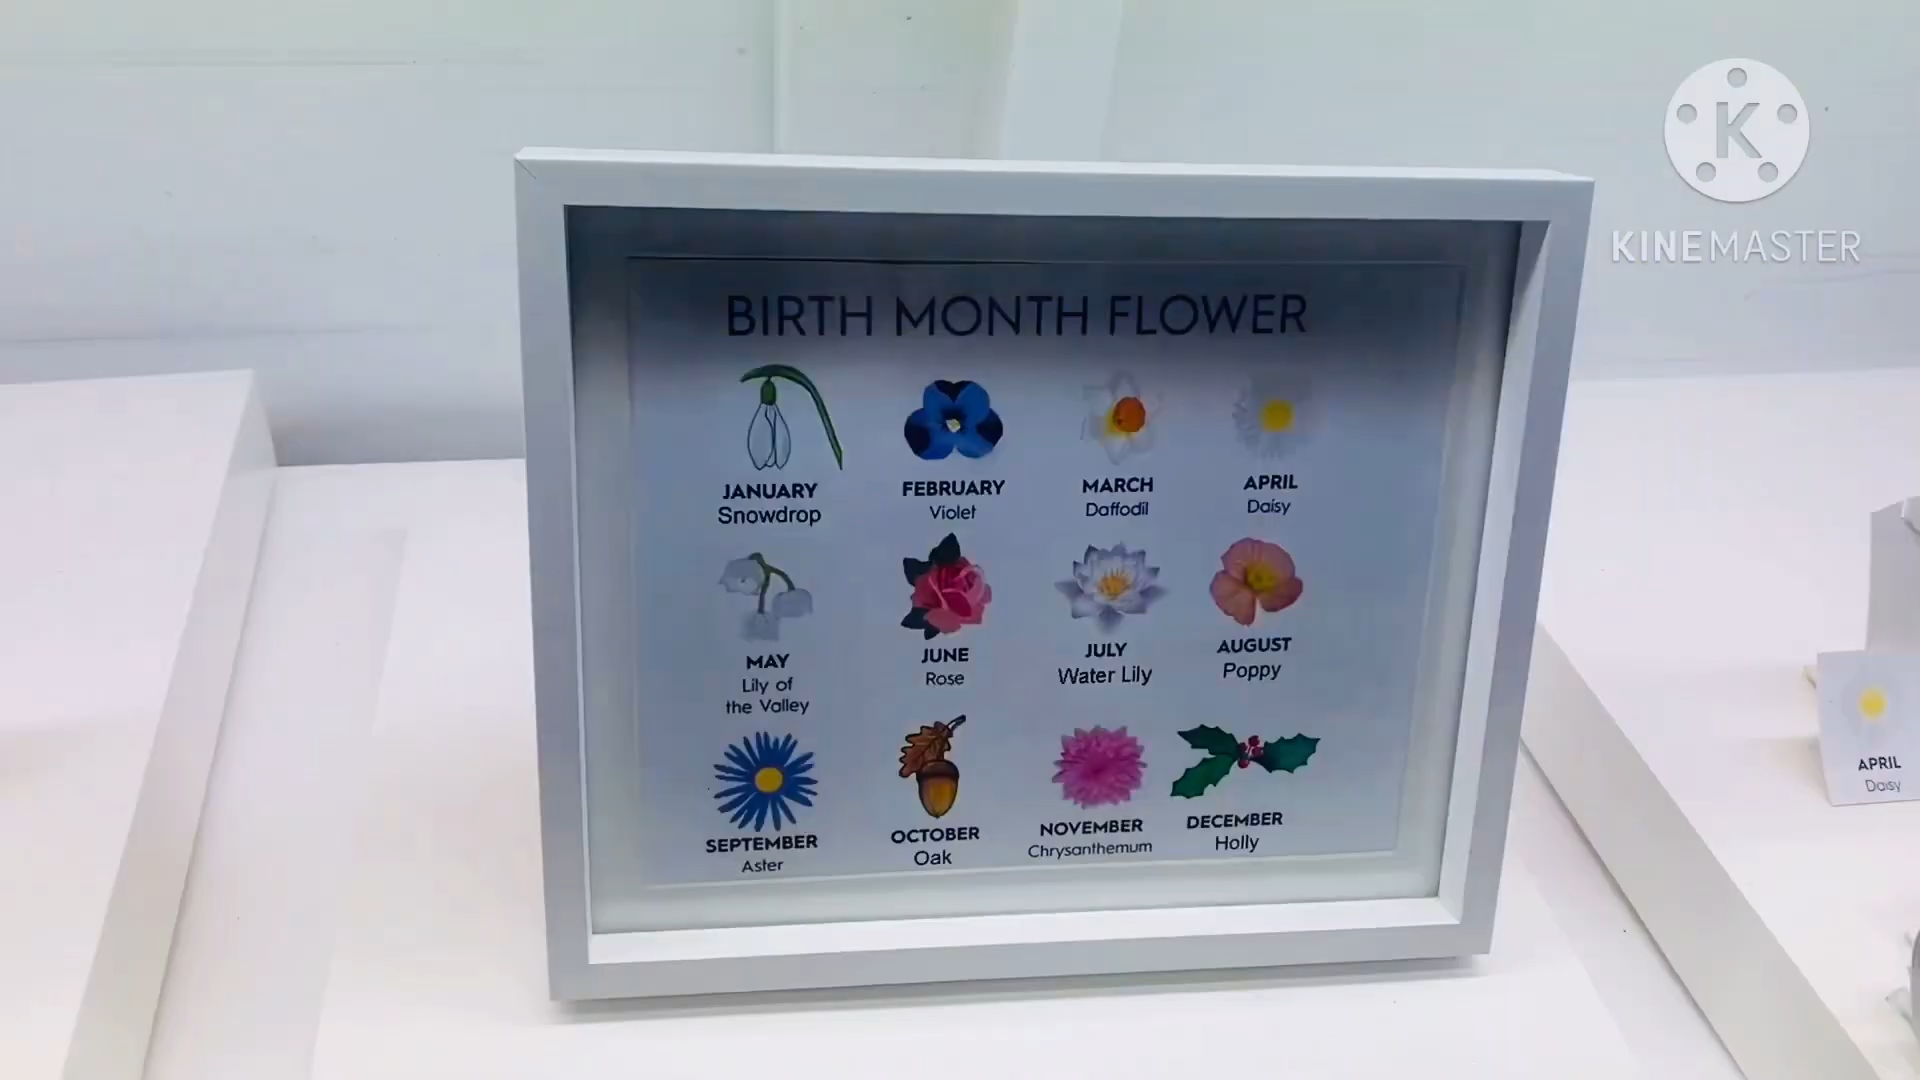 K
KINEMASTER
BIRTH MONTH FLOWER
JANUARY
Snowdrop
FEBRUARY
Violet
MARCH
Daffodil
APRIL
Daisy
MAY
Lily of
the Valley
JUNE
Rose
JULY
Water Lily
AUGUST
Poppy
SEPTEMBER
Aster
OCTOBER
Oak
NOVEMBER
Chrysanthemum
DECEMBER
Holly
APRIL
Daisy